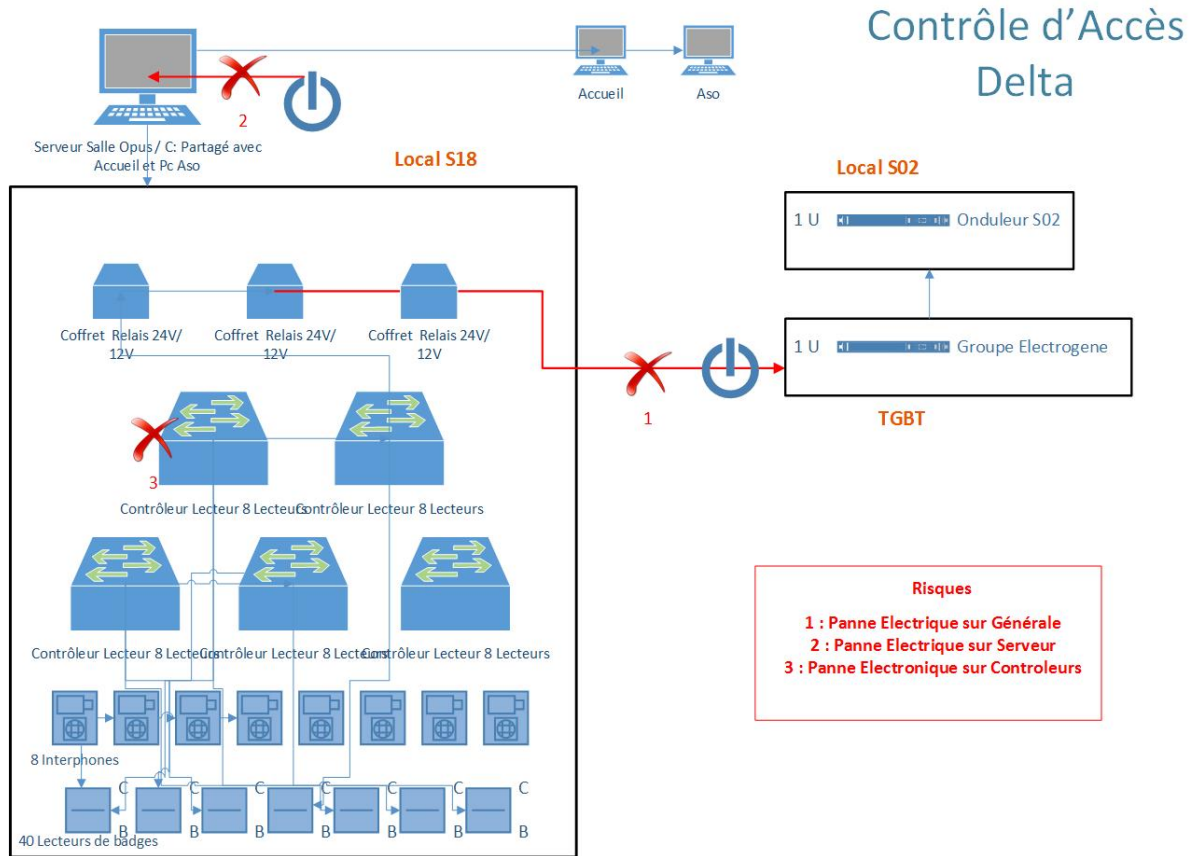 Contrôle d'Accès
Delta
2
Accueil
Aso
Serveur Salle Opus / C: Partagé avec
Accueil et Pc Aso
Local S18
Local S02
1 U
Onduleur S02
Coffret Relais 24V/
12V
Coffret Relais 24V/
12V
Coffret Relais 24V/
12V
1 U
Groupe Electrogene
1
TGBT
3
Contrôleur Lecteur 8 Lecteurs
Contrôleur Lecteur 8 Lecteurs
Contrôleur Lecteur 8 Lecteurs
Contrôleur Lecteur 8 Lecteurs
Contrôleur Lecteur 8 Lecteurs
Risques
1 : Panne Electrique sur Générale
2 : Panne Electrique sur Serveur
3 : Panne Electronique sur Controleurs
8 Interphones
C C C C C C C
B B B B B B B
40 Lecteurs de badges